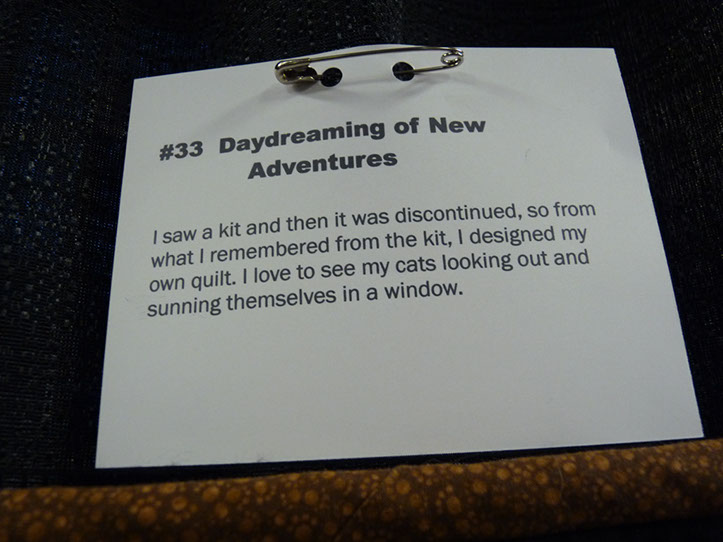 #33 Daydreaming of New
Adventures
I saw a kit and then it was discontinued, so from
what I remembered from the kit, I designed my
own quilt. I love to see my cats looking out and
sunning themselves in a window.